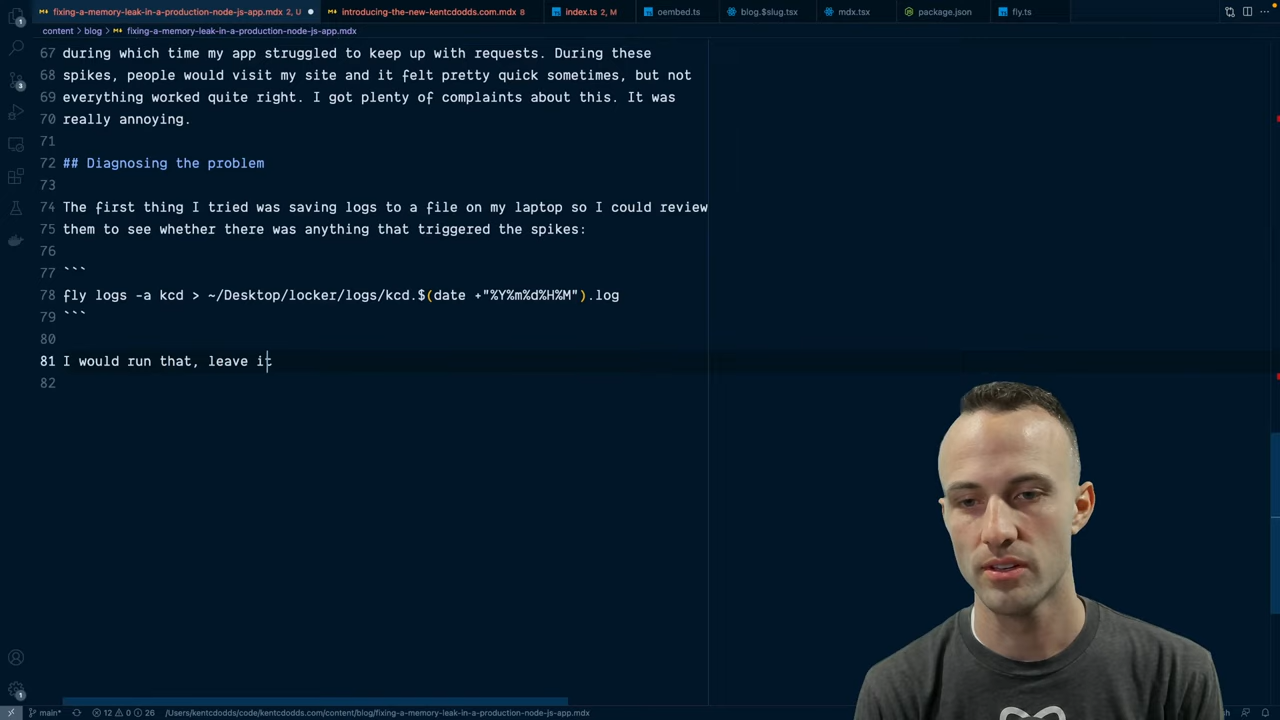 fixing-a-memory-leak-in-a-production-node-js-app.mdx 2, U
introducing-the-new-kentcdodds.com.mdx 8
index.ts 2, M
oembed.ts
blog.$slug.tsx
mdx.tsx
package.json
fly.ts
content > blog > fixing-a-memory-leak-in-a-production-node-js-app.mdx
67 during which time my app struggled to keep up with requests. During these
68 spikes, people would visit my site and it felt pretty quick sometimes, but not
69 everything worked quite right. I got plenty of complaints about this. It was
70 really annoying.
71
72 ## Diagnosing the problem
73
74 The first thing I tried was saving logs to a file on my laptop so I could review
75 them to see whether there was anything that triggered the spikes:
76
77 ```
78 fly logs -a kcd > ~/Desktop/locker/logs/kcd.$(date +"%Y%m%d%H%M").log
79 ```
80
81 I would run that, leave it
82
1
3
1
main*
12 0 26
/Users/kentcdodds/code/kentcdodds.com/content/blog/fixing-a-memory-leak-in-a-production-node-js-app.mdx